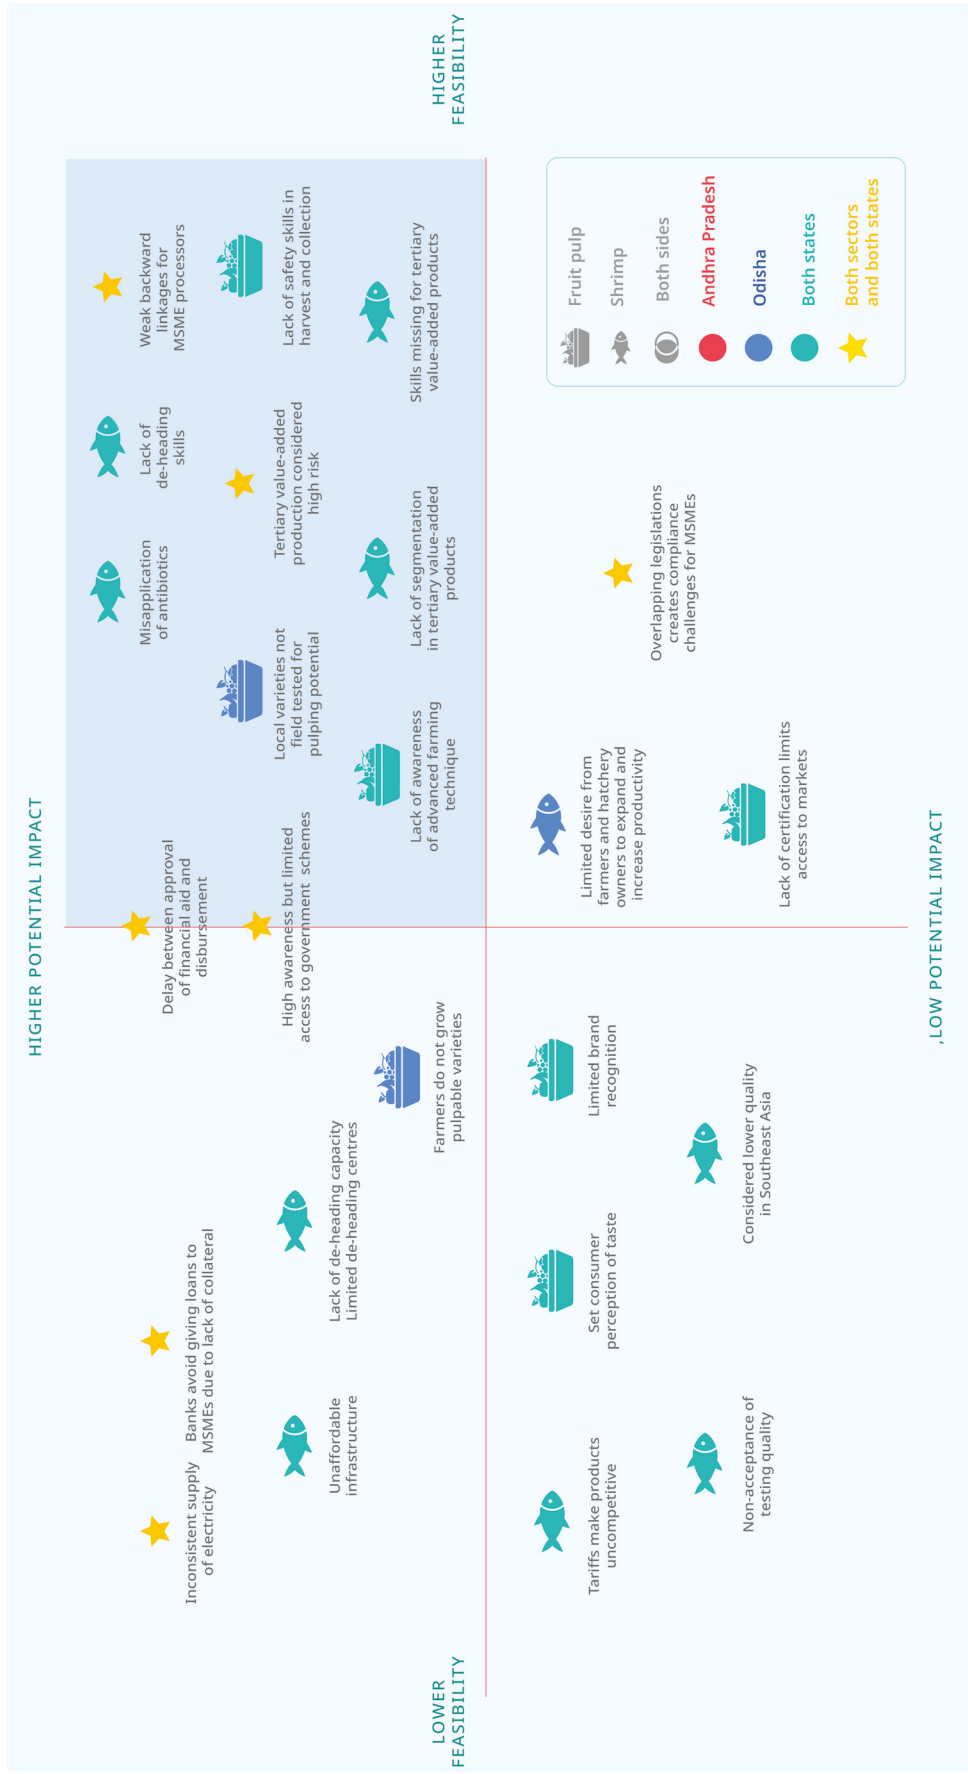 HIGHER POTENTIAL IMPACT
Inconsistent supply
of electricity
Banks avoid giving loans to
MSMEs due to lack of collateral
Delay between approval
of financial aid and
disbursement
Misapplication
of antibiotics
Lack of
de-heading
skills
Weak backward
linkages for
MSME processors
Unaffordable
infrastructure
Lack of de-heading capacity
Limited de-heading centres
High awareness but limited
access to government schemes
Local varieties not
field tested for
pulping potential
Tertiary value-added
production considered
high risk
Lack of safety skills in
harvest and collection
Farmers do not grow
pulpable varieties
Lack of awareness
of advanced farming
technique
Lack of segmentation
in tertiary value-added
products
Skills missing for tertiary
value-added products
LOWER
FEASIBILITY
HIGHER
FEASIBILITY
Tariffs make products
uncompetitive
Set consumer
perception of taste
Limited brand
recognition
Limited desire from
farmers and hatchery
owners to expand and
increase productivity
Overlapping legislations
creates compliance
challenges for MSMEs
Non-acceptance of
testing quality
Considered lower quality
in Southeast Asia
Lack of certification limits
access to markets
Fruit pulp
Shrimp
Both sides
Andhra Pradesh
Odisha
Both states
Both sectors
and both states
,LOW POTENTIAL IMPACT